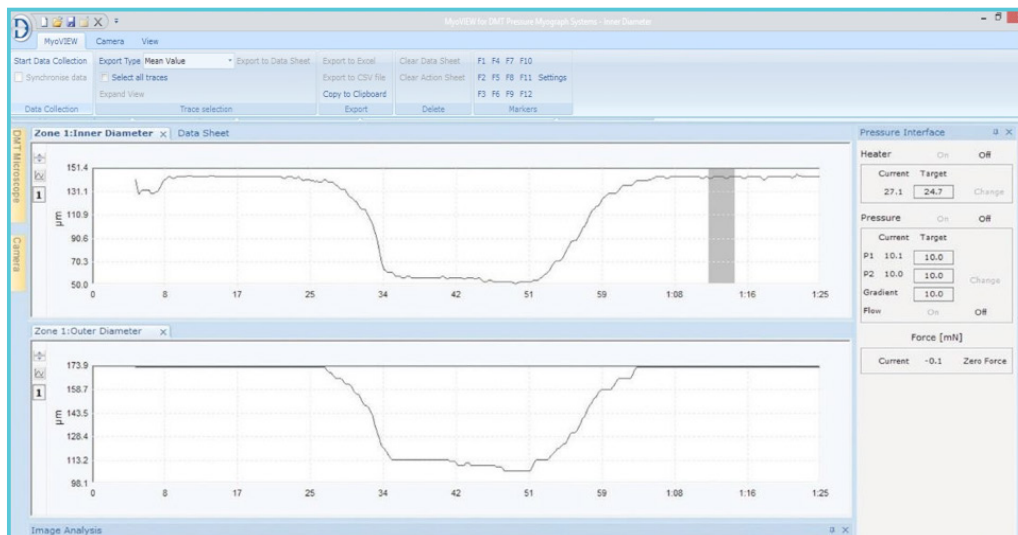 MyoVIEW for DMT Pressure Myograph Systems - Inner Diameter
MyoVIEW Camera View
Start Data Collection Export Type Mean Value Export to Data Sheet Export to Excel Clear Data Sheet F1 F4 F7 F10
Synchronise data Select all traces Export to CSV file Clear Action Sheet F2 F5 F8 F11 Settings
Expand View Copy to Clipboard F3 F6 F9 F12
Data Collection Trace selection Export Delete Markers
DMT Microscope
Camera
Zone 1:Inner Diameter x Data Sheet
1
µm
151.4
131.1
110.9
90.6
70.3
50.0
0 8 17 25 34 42 51 59 1:08 1:16 1:25
Zone 1:Outer Diameter x
1
µm
173.9
158.7
143.5
128.4
113.2
98.1
0 8 17 25 34 42 51 59 1:08 1:16 1:25
Image Analysis
Pressure Interface
Heater On Off
Current Target
27.1 24.7 Change
Pressure On Off
Current Target
P1 10.1 10.0
P2 10.0 10.0
Change
Gradient 10.0
Flow On Off
Force [mN]
Current -0.1 Zero Force